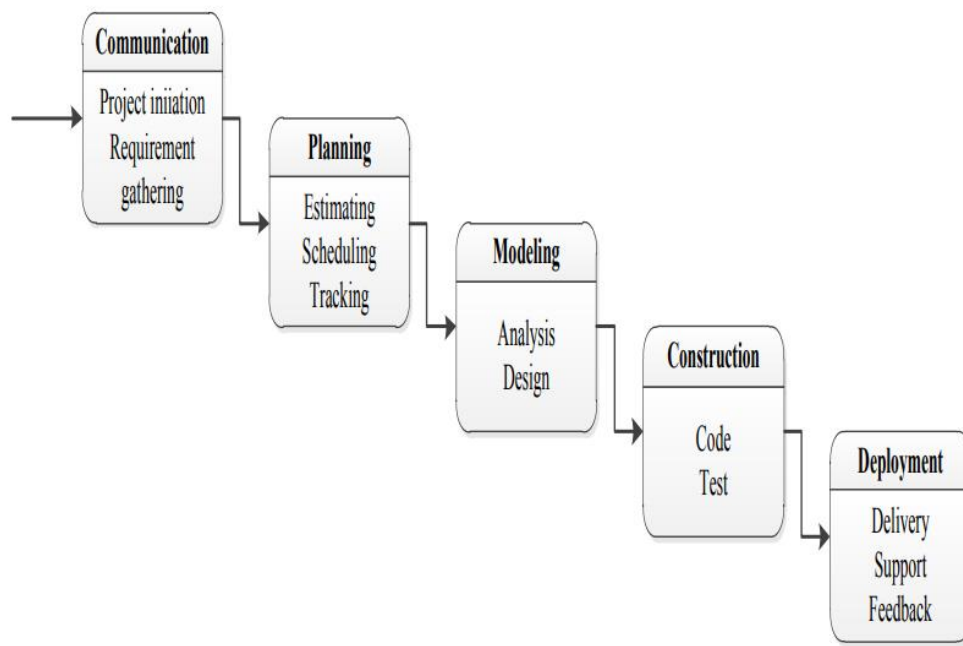 Communication
Project iniiation
Requirement
gathering
Planning
Estimating
Scheduling
Tracking
Modeling
Analysis
Design
Construction
Code
Test
Deployment
Delivery
Support
Feedback